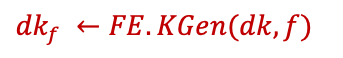 dk_f ← FE.KGen(dk, f)